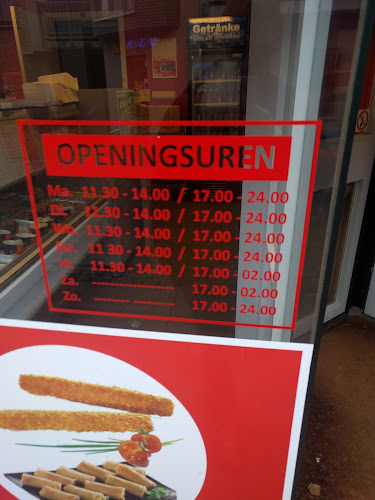 Getränke
OPENINGSUREN
Ma. 11.30 - 14.00 / 17.00 - 24.00
Di. 11.30 - 14.00 / 17.00 - 24.00
Wo. 11.30 - 14.00 / 17.00 - 24.00
Do. 11 30 - 14.00 / 17.00 - 24.00
Vr. 11.30 - 14.00 / 17.00 - 02.00
Za. 17.00 - 02.00
Zo. 17.00 - 24.00